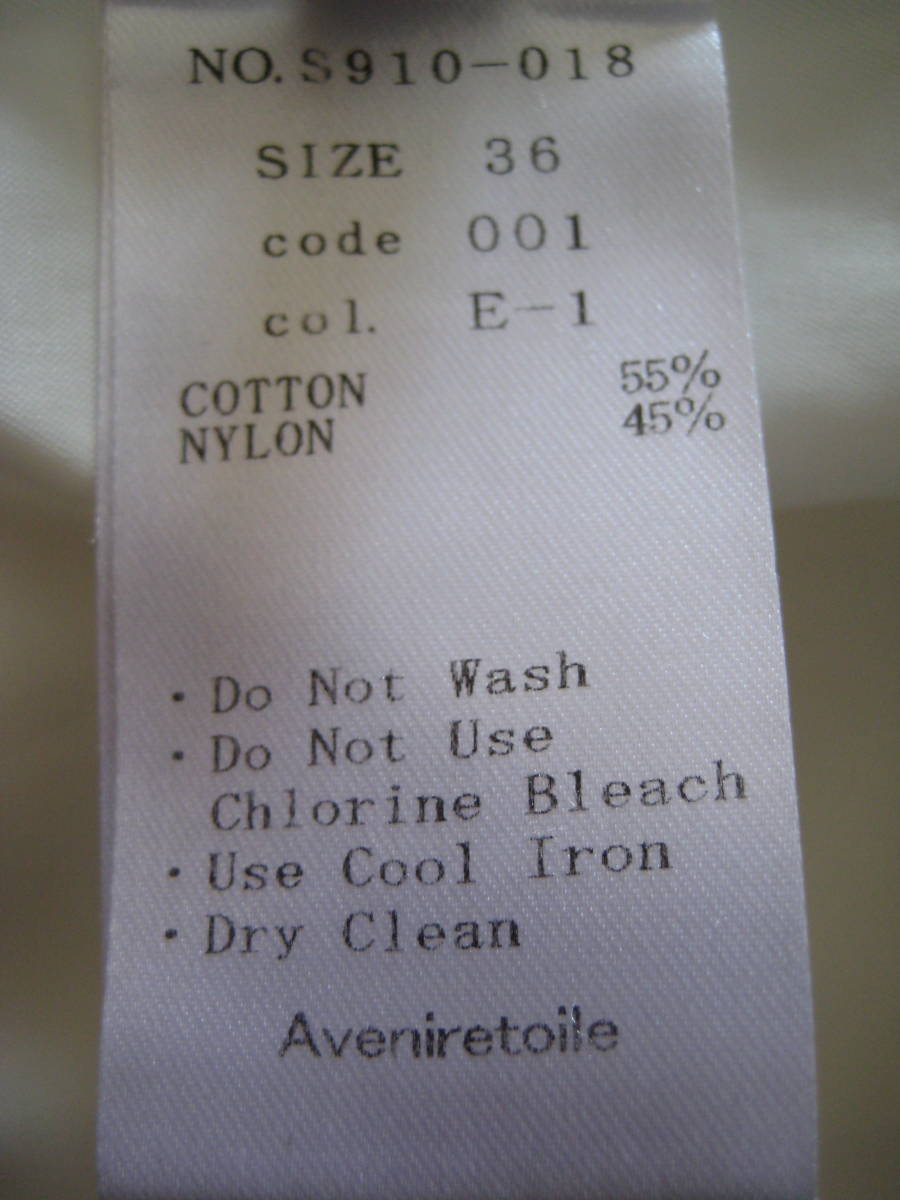 NO. S910-018
SIZE 36
code 001
col. E-1
COTTON 55%
NYLON 45%
・Do Not Wash
・Do Not Use
Chlorine Bleach
・Use Cool Iron
・Dry Clean
Aveniretoile